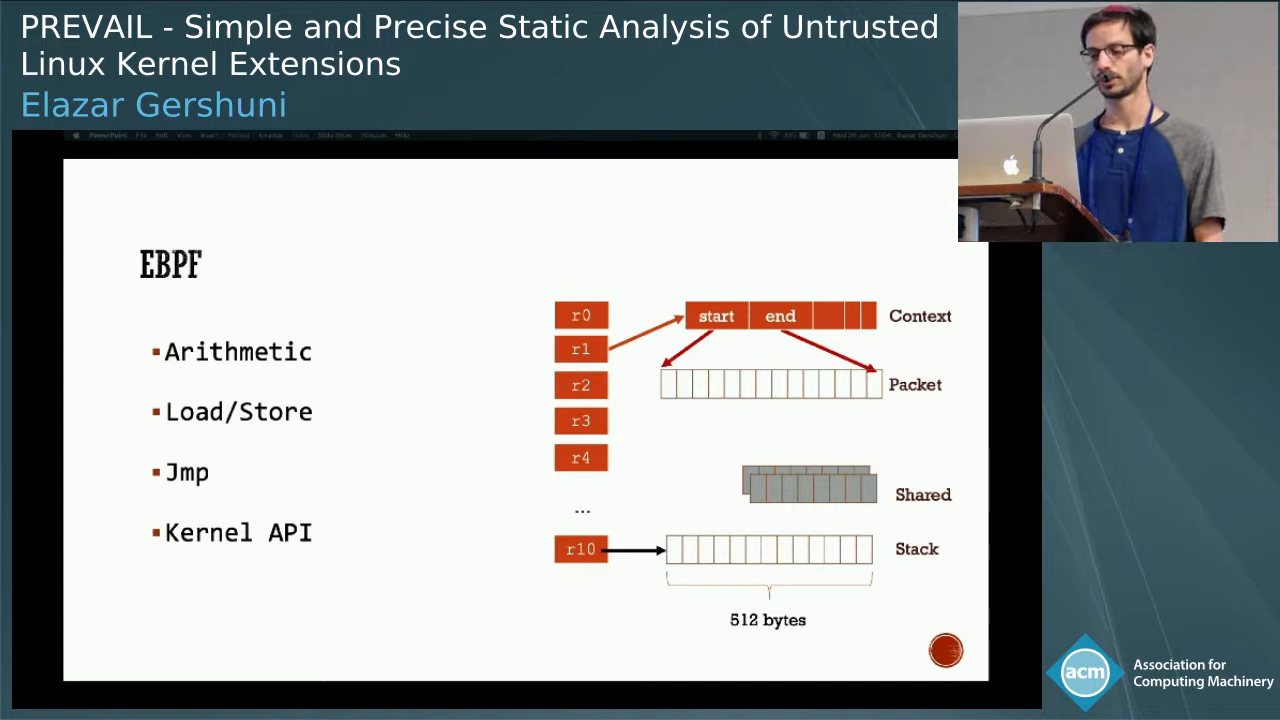 PREVAIL - Simple and Precise Static Analysis of Untrusted
Linux Kernel Extensions
Elazar Gershuni
EBPF
▪Arithmetic
▪Load/Store
▪Jmp
▪Kernel API
r0
r1
r2
r3
r4
...
r10
start end
Context
Packet
Shared
Stack
512 bytes
acm
Association for
Computing Machinery